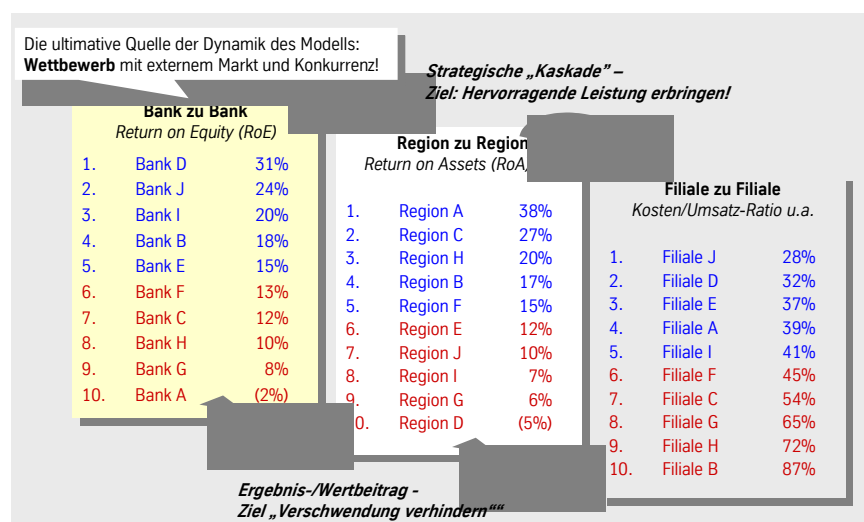 Die ultimative Quelle der Dynamik des Modells:
Wettbewerb mit externem Markt und Konkurrenz!
Strategische „Kaskade” –
Ziel: Hervorragende Leistung erbringen!
Bank zu Bank
Return on Equity (RoE)
1. Bank D 31%
2. Bank J 24%
3. Bank I 20%
4. Bank B 18%
5. Bank E 15%
6. Bank F 13%
7. Bank C 12%
8. Bank H 10%
9. Bank G 8%
10. Bank A (2%)
Region zu Region
Return on Assets (RoA)
1. Region A 38%
2. Region C 27%
3. Region H 20%
4. Region B 17%
5. Region F 15%
6. Region E 12%
7. Region J 10%
8. Region I 7%
9. Region G 6%
0. Region D (5%)
Filiale zu Filiale
Kosten/Umsatz-Ratio u.a.
1. Filiale J 28%
2. Filiale D 32%
3. Filiale E 37%
4. Filiale A 39%
5. Filiale I 41%
6. Filiale F 45%
7. Filiale C 54%
8. Filiale G 65%
9. Filiale H 72%
10. Filiale B 87%
Ergebnis-/Wertbeitrag -
Ziel „Verschwendung verhindern““